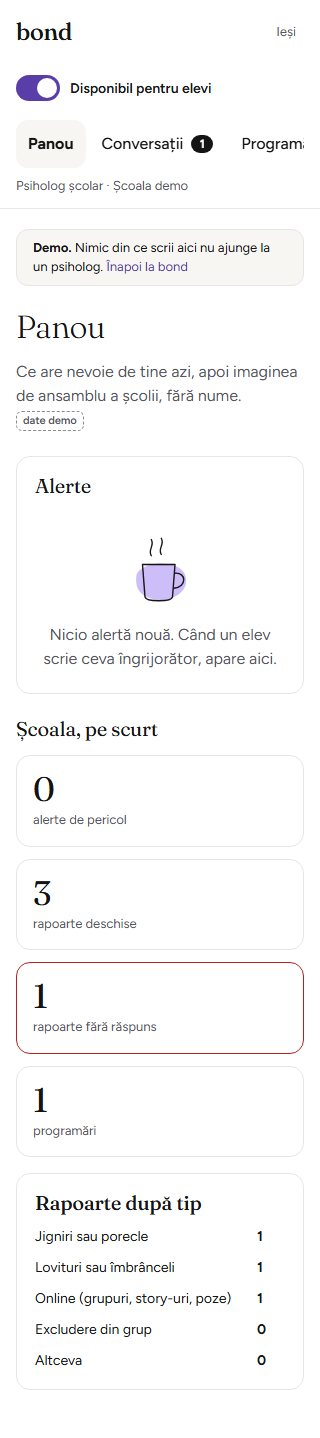 bond
Ieși
Disponibil pentru elevi
Panou
Conversații 1
Programă
Psiholog școlar · Școala demo
Demo. Nimic din ce scrii aici nu ajunge la
un psiholog. Înapoi la bond
Panou
Ce are nevoie de tine azi, apoi imaginea
de ansamblu a școlii, fără nume.
date demo
Alerte
Nicio alertă nouă. Când un elev
scrie ceva îngrijorător, apare aici.
Școala, pe scurt
0
alerte de pericol
3
rapoarte deschise
1
rapoarte fără răspuns
1
programări
Rapoarte după tip
Jigniri sau porecle 1
Lovituri sau îmbrânceli 1
Online (grupuri, story-uri, poze) 1
Excludere din grup 0
Altceva 0